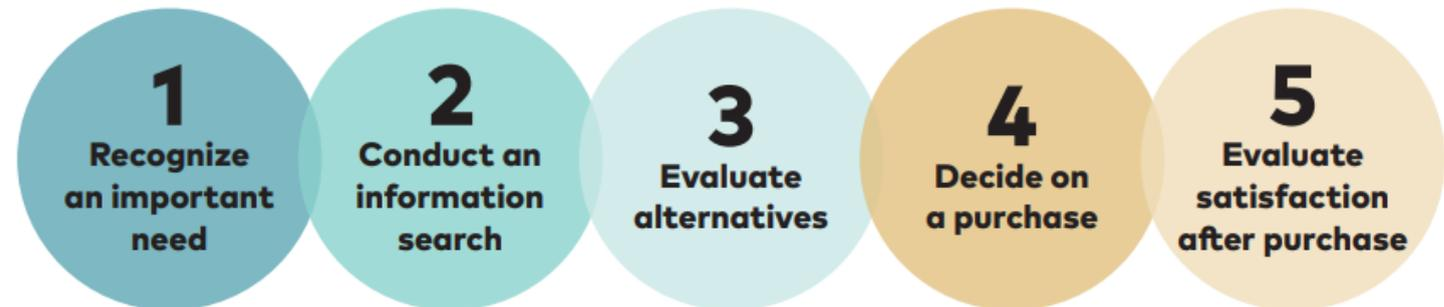 1
Recognize
an important
need
2
Conduct an
information
search
3
Evaluate
alternatives
4
Decide on
a purchase
5
Evaluate
satisfaction
after purchase